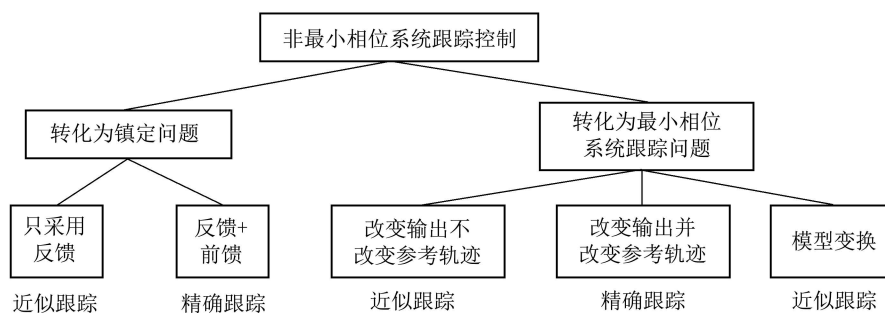 非最小相位系统跟踪控制
转化为镇定问题
转化为最小相位
系统跟踪问题
只采用
反馈
反馈+
前馈
改变输出不
改变参考轨迹
改变输出并
改变参考轨迹
模型变换
近似跟踪
精确跟踪
近似跟踪
精确跟踪
近似跟踪